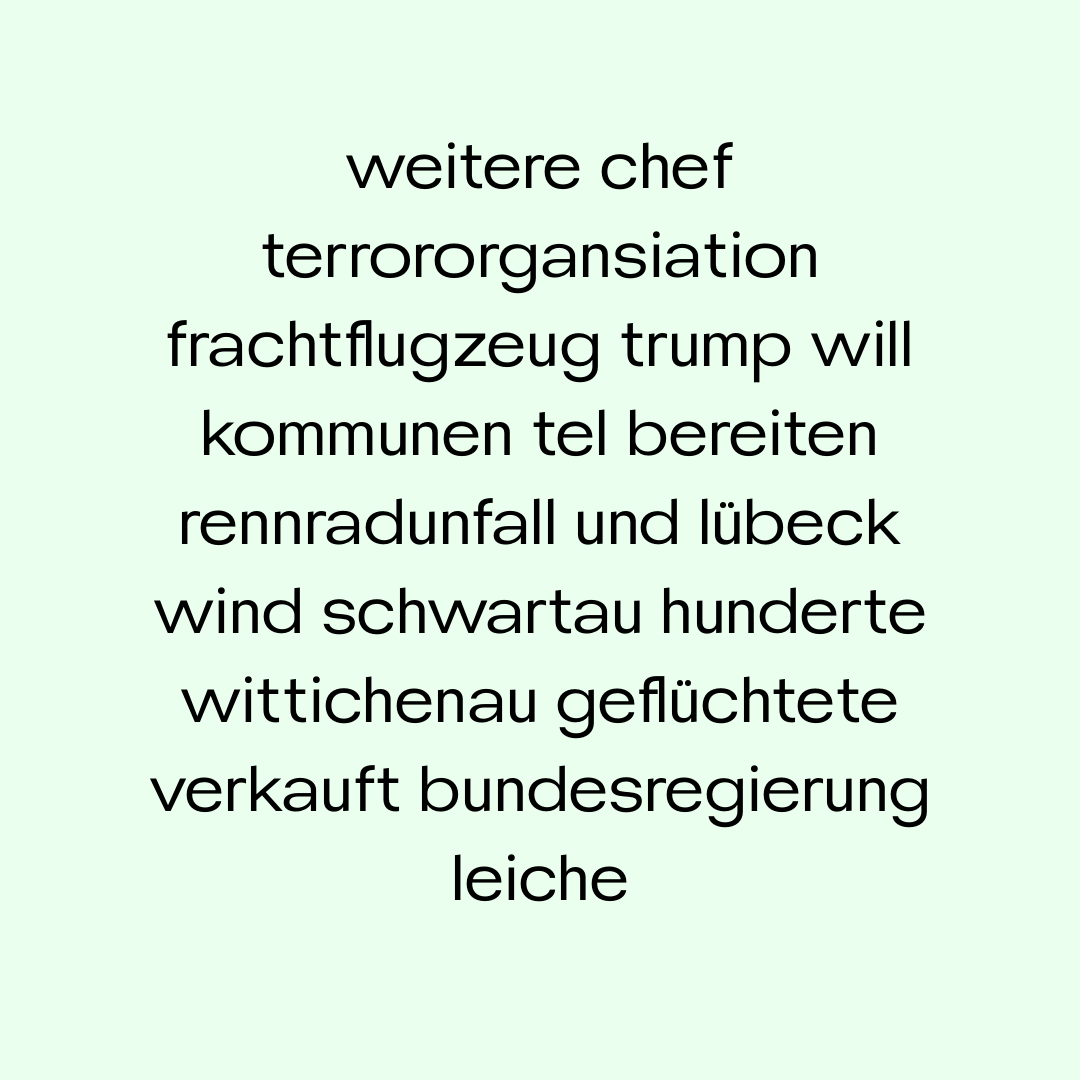 weitere chef
terrororgansiation
frachtflugzeug trump will
kommunen tel bereiten
rennradunfall und lübeck
wind schwartau hunderte
wittichenau geflüchtete
verkauft bundesregierung
leiche